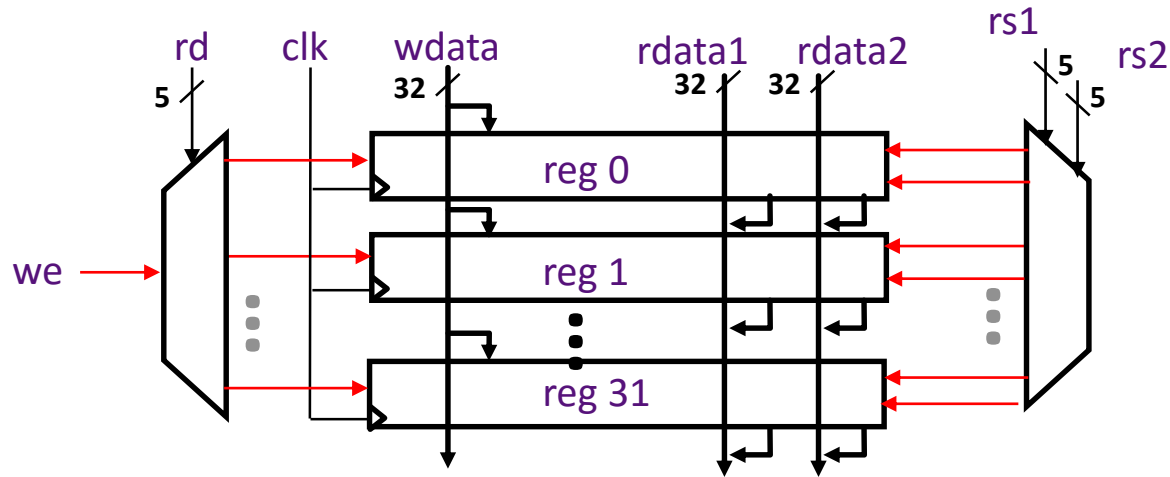 rd
clk
wdata
rdata1
rdata2
rs1
rs2
5
32
32
32
5
5
reg 0
we
reg 1
reg 31